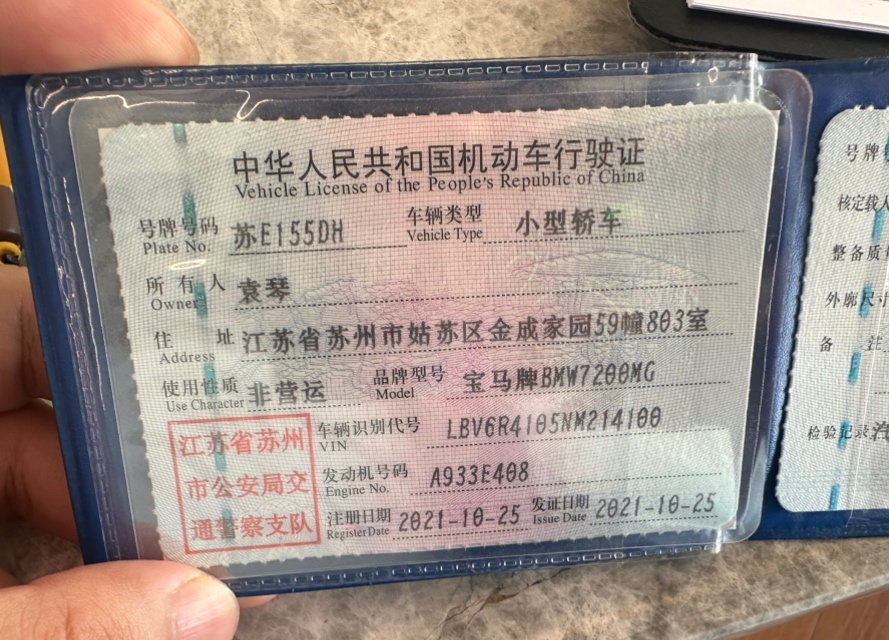 中华人民共和国机动车行驶证
Vehicle License of the People's Republic of China
号牌号码 Plate No. 苏E155DH 车辆类型 Vehicle Type 小型轿车
所有人 Owner 袁琴
住址 Address 江苏省苏州市姑苏区金成家园59幢803室
使用性质 Use Character 非营运 品牌型号 Model 宝马牌BMW7200MG
江苏省苏州
市公安局交
通警察支队
车辆识别代号 VIN LBV6R4105NM214100
发动机号码 Engine No. A933E408
注册日期 Register Date 2021-10-25 发证日期 Issue Date 2021-10-25
号牌
核定载人
整备质
外廓尺寸
备注
检验记录